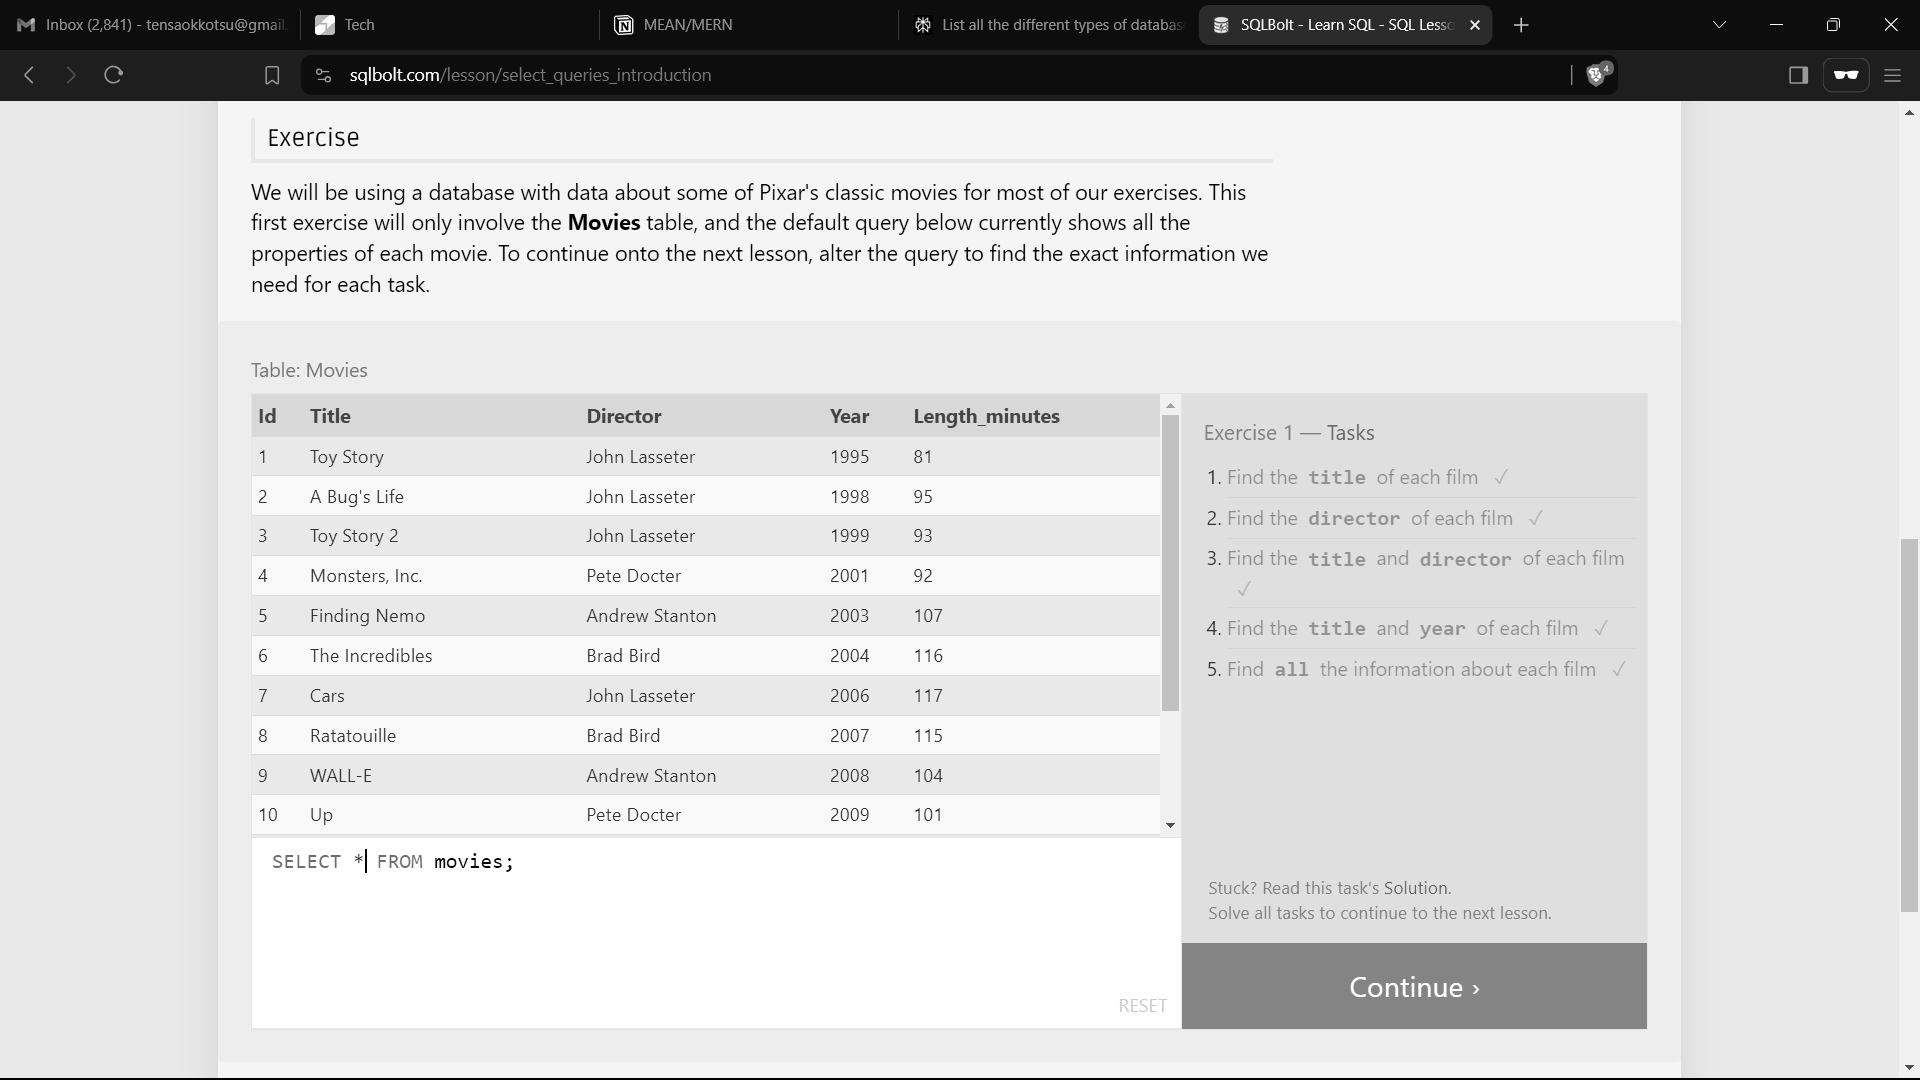 Inbox (2,841) - tensaokkotsu@gmail.
Tech
MEAN/MERN
List all the different types of databas
SQLBolt - Learn SQL - SQL Lesso
sqlbolt.com/lesson/select_queries_introduction
4
Exercise
We will be using a database with data about some of Pixar's classic movies for most of our exercises. This
first exercise will only involve the Movies table, and the default query below currently shows all the
properties of each movie. To continue onto the next lesson, alter the query to find the exact information we
need for each task.
Table: Movies
Id Title Director Year Length_minutes
1 Toy Story John Lasseter 1995 81
2 A Bug's Life John Lasseter 1998 95
3 Toy Story 2 John Lasseter 1999 93
4 Monsters, Inc. Pete Docter 2001 92
5 Finding Nemo Andrew Stanton 2003 107
6 The Incredibles Brad Bird 2004 116
7 Cars John Lasseter 2006 117
8 Ratatouille Brad Bird 2007 115
9 WALL-E Andrew Stanton 2008 104
10 Up Pete Docter 2009 101
SELECT * FROM movies;
RESET
Exercise 1 — Tasks
1. Find the title of each film ✓
2. Find the director of each film ✓
3. Find the title and director of each film
✓
4. Find the title and year of each film ✓
5. Find all the information about each film ✓
Stuck? Read this task's Solution.
Solve all tasks to continue to the next lesson.
Continue ›